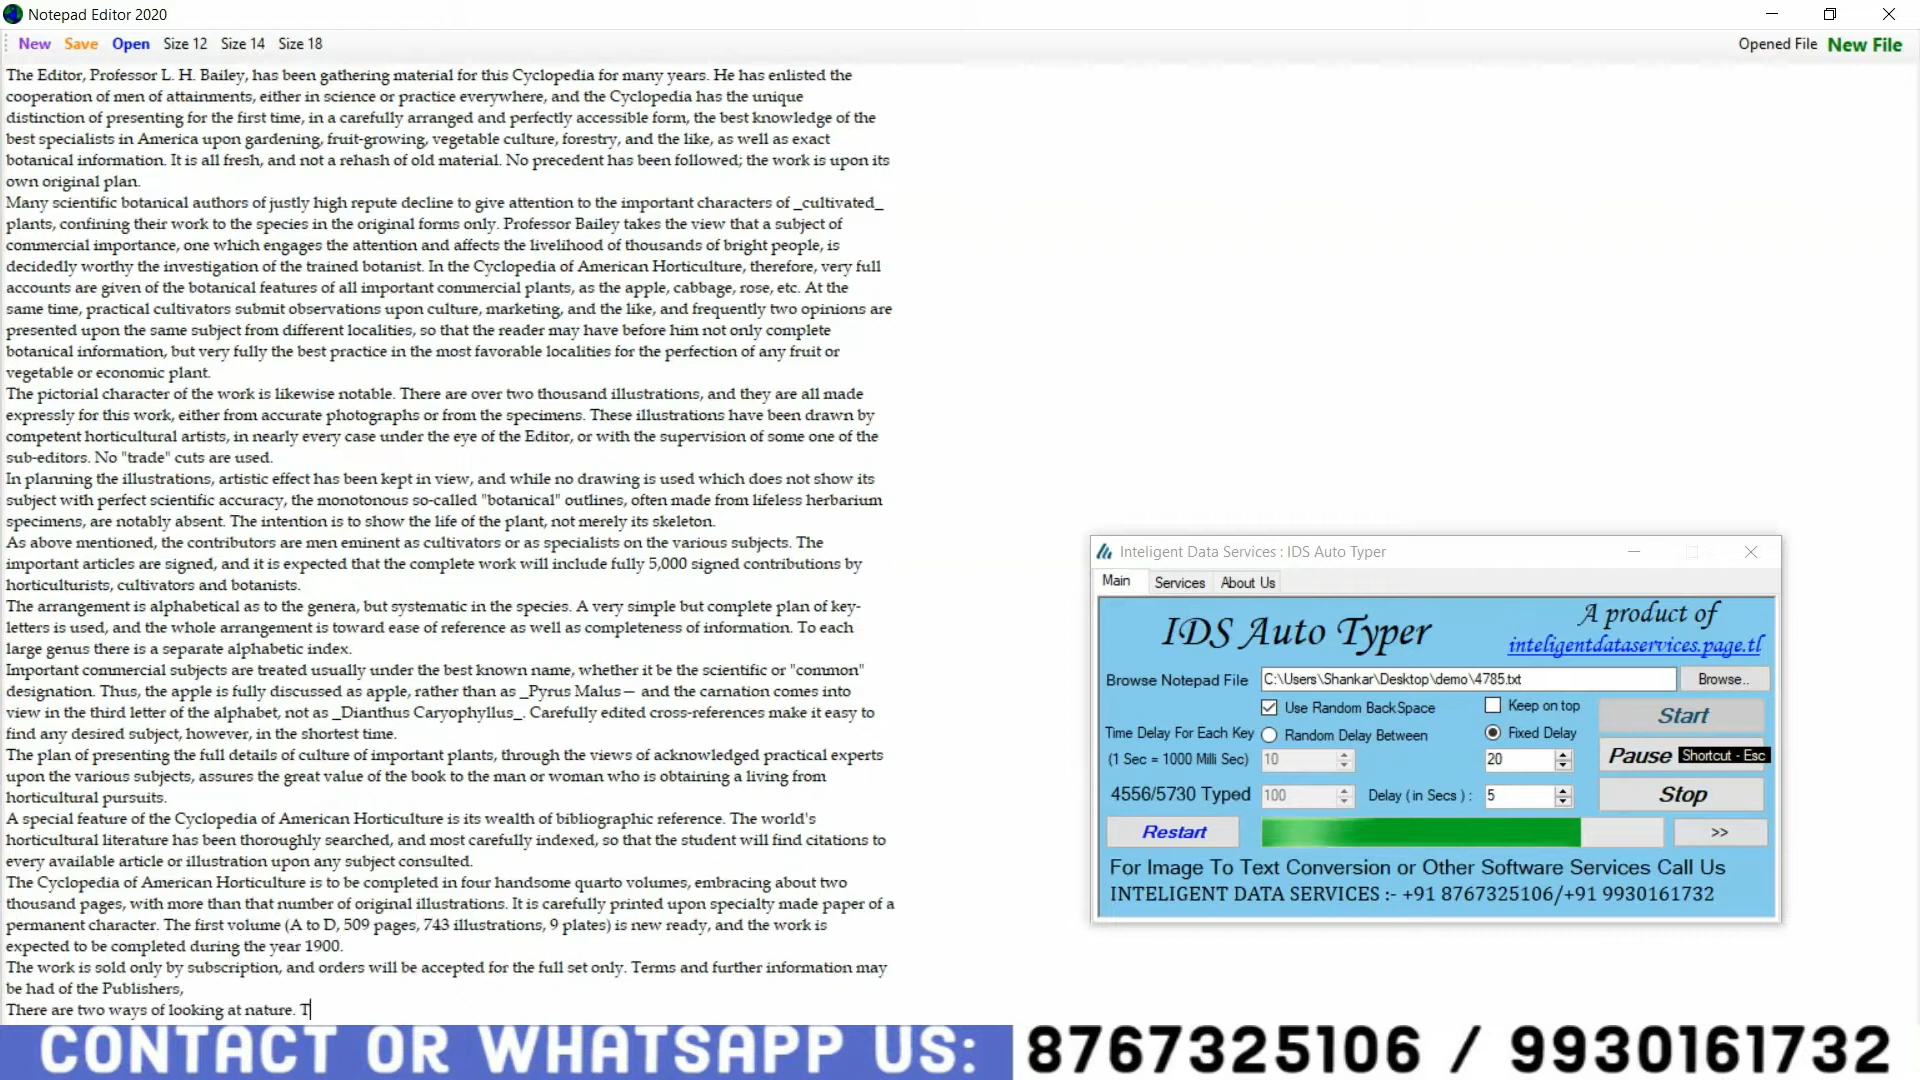 Notepad Editor 2020
New Save Open Size 12 Size 14 Size 18 Opened File New File
The Editor, Professor L. H. Bailey, has been gathering material for this Cyclopedia for many years. He has enlisted the
cooperation of men of attainments, either in science or practice everywhere, and the Cyclopedia has the unique
distinction of presenting for the first time, in a carefully arranged and perfectly accessible form, the best knowledge of the
best specialists in America upon gardening, fruit-growing, vegetable culture, forestry, and the like, as well as exact
botanical information. It is all fresh, and not a rehash of old material. No precedent has been followed; the work is upon its
own original plan.
Many scientific botanical authors of justly high repute decline to give attention to the important characters of _cultivated_
plants, confining their work to the species in the original forms only. Professor Bailey takes the view that a subject of
commercial importance, one which engages the attention and affects the livelihood of thousands of bright people, is
decidedly worthy the investigation of the trained botanist. In the Cyclopedia of American Horticulture, therefore, very full
accounts are given of the botanical features of all important commercial plants, as the apple, cabbage, rose, etc. At the
same time, practical cultivators submit observations upon culture, marketing, and the like, and frequently two opinions are
presented upon the same subject from different localities, so that the reader may have before him not only complete
botanical information, but very fully the best practice in the most favorable localities for the perfection of any fruit or
vegetable or economic plant.
The pictorial character of the work is likewise notable. There are over two thousand illustrations, and they are all made
expressly for this work, either from accurate photographs or from the specimens. These illustrations have been drawn by
competent horticultural artists, in nearly every case under the eye of the Editor, or with the supervision of some one of the
sub-editors. No "trade" cuts are used.
In planning the illustrations, artistic effect has been kept in view, and while no drawing is used which does not show its
subject with perfect scientific accuracy, the monotonous so-called "botanical" outlines, often made from lifeless herbarium
specimens, are notably absent. The intention is to show the life of the plant, not merely its skeleton.
As above mentioned, the contributors are men eminent as cultivators or as specialists on the various subjects. The
important articles are signed, and it is expected that the complete work will include fully 5,000 signed contributions by
horticulturists, cultivators and botanists.
The arrangement is alphabetical as to the genera, but systematic in the species. A very simple but complete plan of key-
letters is used, and the whole arrangement is toward ease of reference as well as completeness of information. To each
large genus there is a separate alphabetic index.
Important commercial subjects are treated usually under the best known name, whether it be the scientific or "common"
designation. Thus, the apple is fully discussed as apple, rather than as _Pyrus Malus— and the carnation comes into
view in the third letter of the alphabet, not as _Dianthus Caryophyllus_. Carefully edited cross-references make it easy to
find any desired subject, however, in the shortest time.
The plan of presenting the full details of culture of important plants, through the views of acknowledged practical experts
upon the various subjects, assures the great value of the book to the man or woman who is obtaining a living from
horticultural pursuits.
A special feature of the Cyclopedia of American Horticulture is its wealth of bibliographic reference. The world's
horticultural literature has been thoroughly searched, and most carefully indexed, so that the student will find citations to
every available article or illustration upon any subject consulted.
The Cyclopedia of American Horticulture is to be completed in four handsome quarto volumes, embracing about two
thousand pages, with more than that number of original illustrations. It is carefully printed upon specialty made paper of a
permanent character. The first volume (A to D, 509 pages, 743 illustrations, 9 plates) is new ready, and the work is
expected to be completed during the year 1900.
The work is sold only by subscription, and orders will be accepted for the full set only. Terms and further information may
be had of the Publishers,
There are two ways of looking at nature. T
Inteligent Data Services : IDS Auto Typer
Main Services About Us
IDS Auto Typer
A product of
inteligentdataservices.page.tl
Browse Notepad File C:\Users\Shankar\Desktop\demo\4785.txt Browse..
Use Random BackSpace Keep on top Start
Time Delay For Each Key Random Delay Between Fixed Delay
(1 Sec = 1000 Milli Sec) 10 20 Pause Shortcut - Esc
4556/5730 Typed 100 Delay ( in Secs ) : 5 Stop
Restart >>
For Image To Text Conversion or Other Software Services Call Us
INTELIGENT DATA SERVICES :- +91 8767325106/+91 9930161732
CONTACT OR WHATSAPP US: 8767325106 / 9930161732